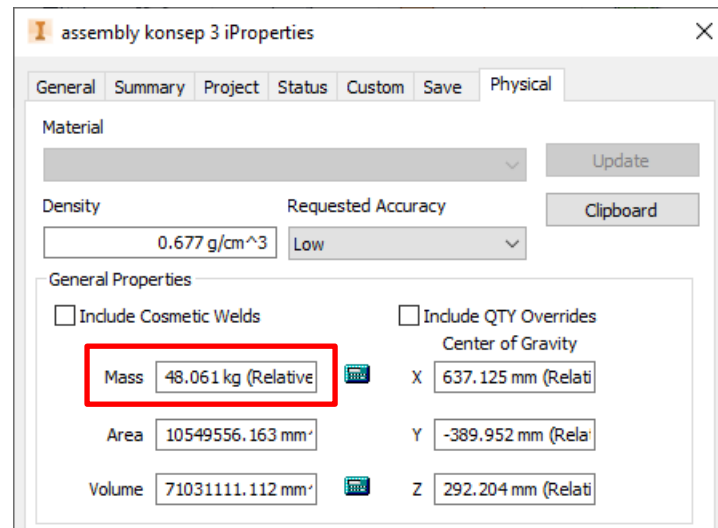 assembly konsep 3 iProperties
General Summary Project Status Custom Save Physical
Material
Update
Density Requested Accuracy
Clipboard
0.677 g/cm^3 Low
General Properties
Include Cosmetic Welds Include QTY Overrides
Center of Gravity
Mass 48.061 kg (Relative X 637.125 mm (Relati
Area 10549556.163 mm^ Y -389.952 mm (Rela
Volume 71031111.112 mm^ Z 292.204 mm (Relati